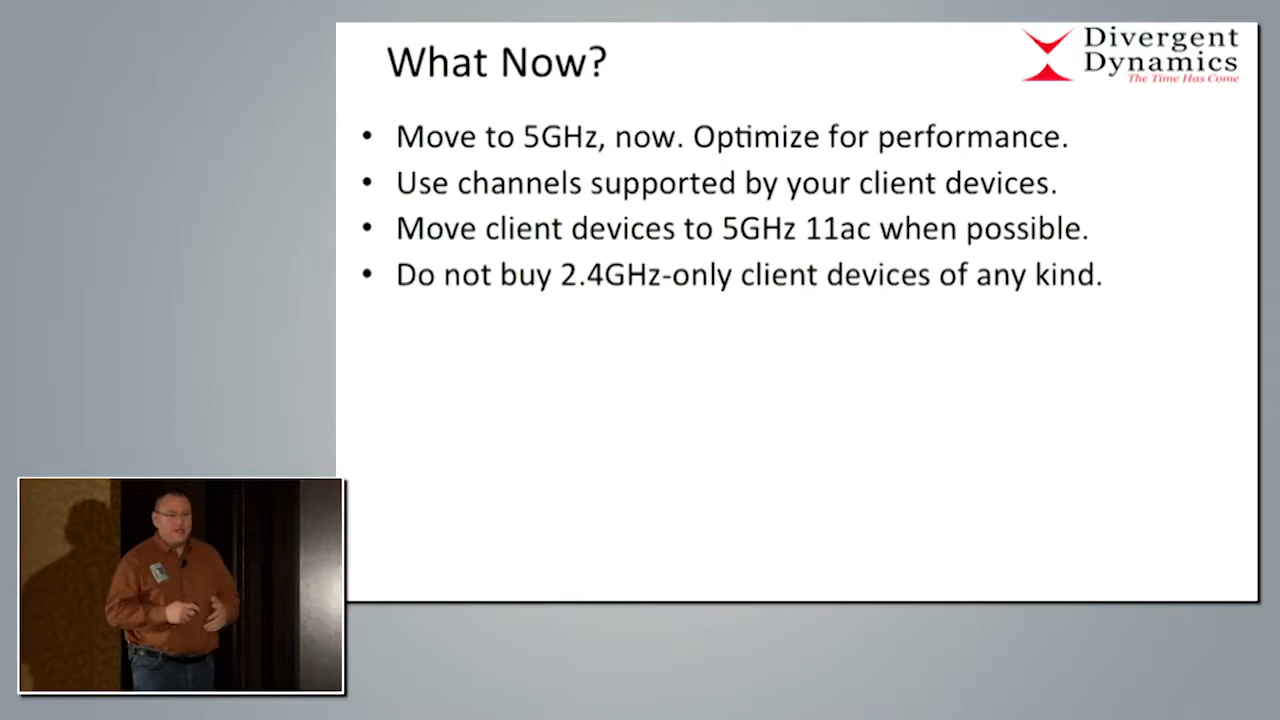 What Now?
Divergent
Dynamics
The Time Has Come
• Move to 5GHz, now. Optimize for performance.
• Use channels supported by your client devices.
• Move client devices to 5GHz 11ac when possible.
• Do not buy 2.4GHz-only client devices of any kind.